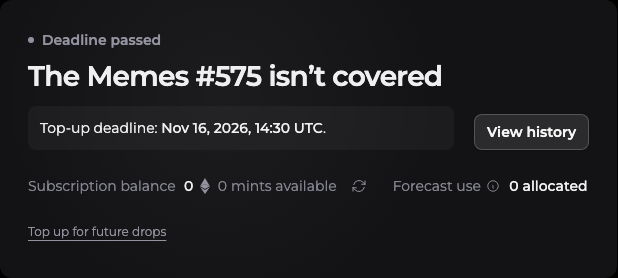 Deadline passed
The Memes #575 isn’t covered
Top-up deadline: Nov 16, 2026, 14:30 UTC.
View history
Subscription balance 0 0 mints available
Forecast use 0 allocated
Top up for future drops